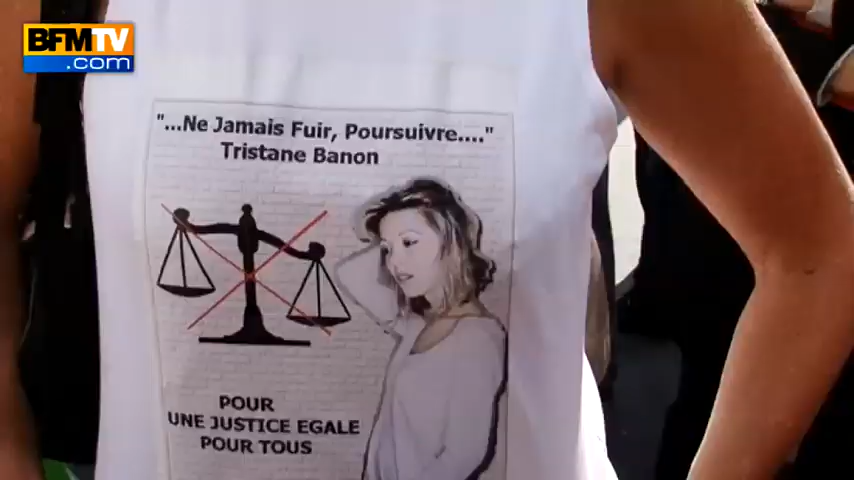 BFMTV
.com
"...Ne Jamais Fuir, Poursuivre...."
Tristane Banon
POUR
UNE JUSTICE EGALE
POUR TOUS